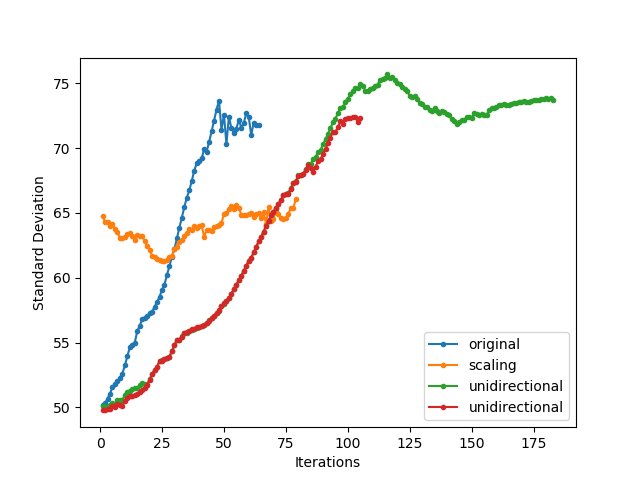 75
70
65
60
55
50
Standard Deviation
original
scaling
unidirectional
unidirectional
0 25 50 75 100 125 150 175
Iterations